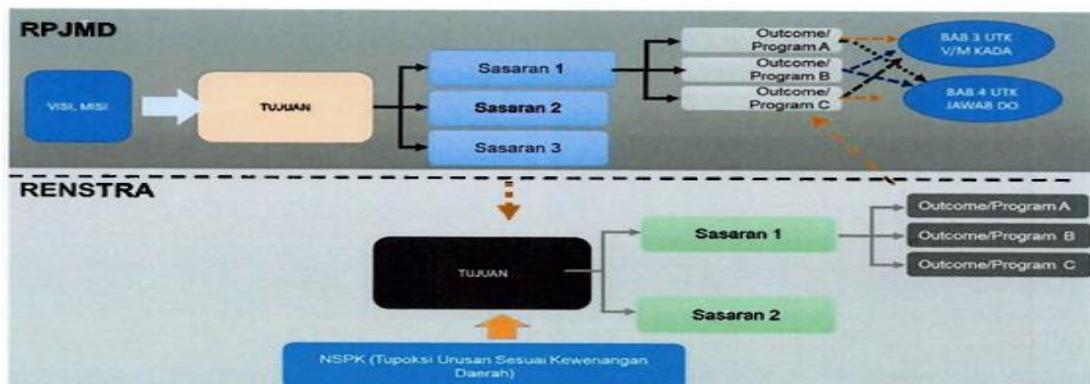 RPJMD
VISI, MISI
TUJUAN
Sasaran 1
Sasaran 2
Sasaran 3
Outcome/
Program A
Outcome/
Program B
Outcome/
Program C
BAB 3 UTK
V/M KADA
BAB 4 UTK
JAWAB DO
RENSTRA
TUJUAN
Sasaran 1
Sasaran 2
Outcome/Program A
Outcome/Program B
Outcome/Program C
NSPK (Tupoksi Urusan Sesuai Kewenangan
Daerah)